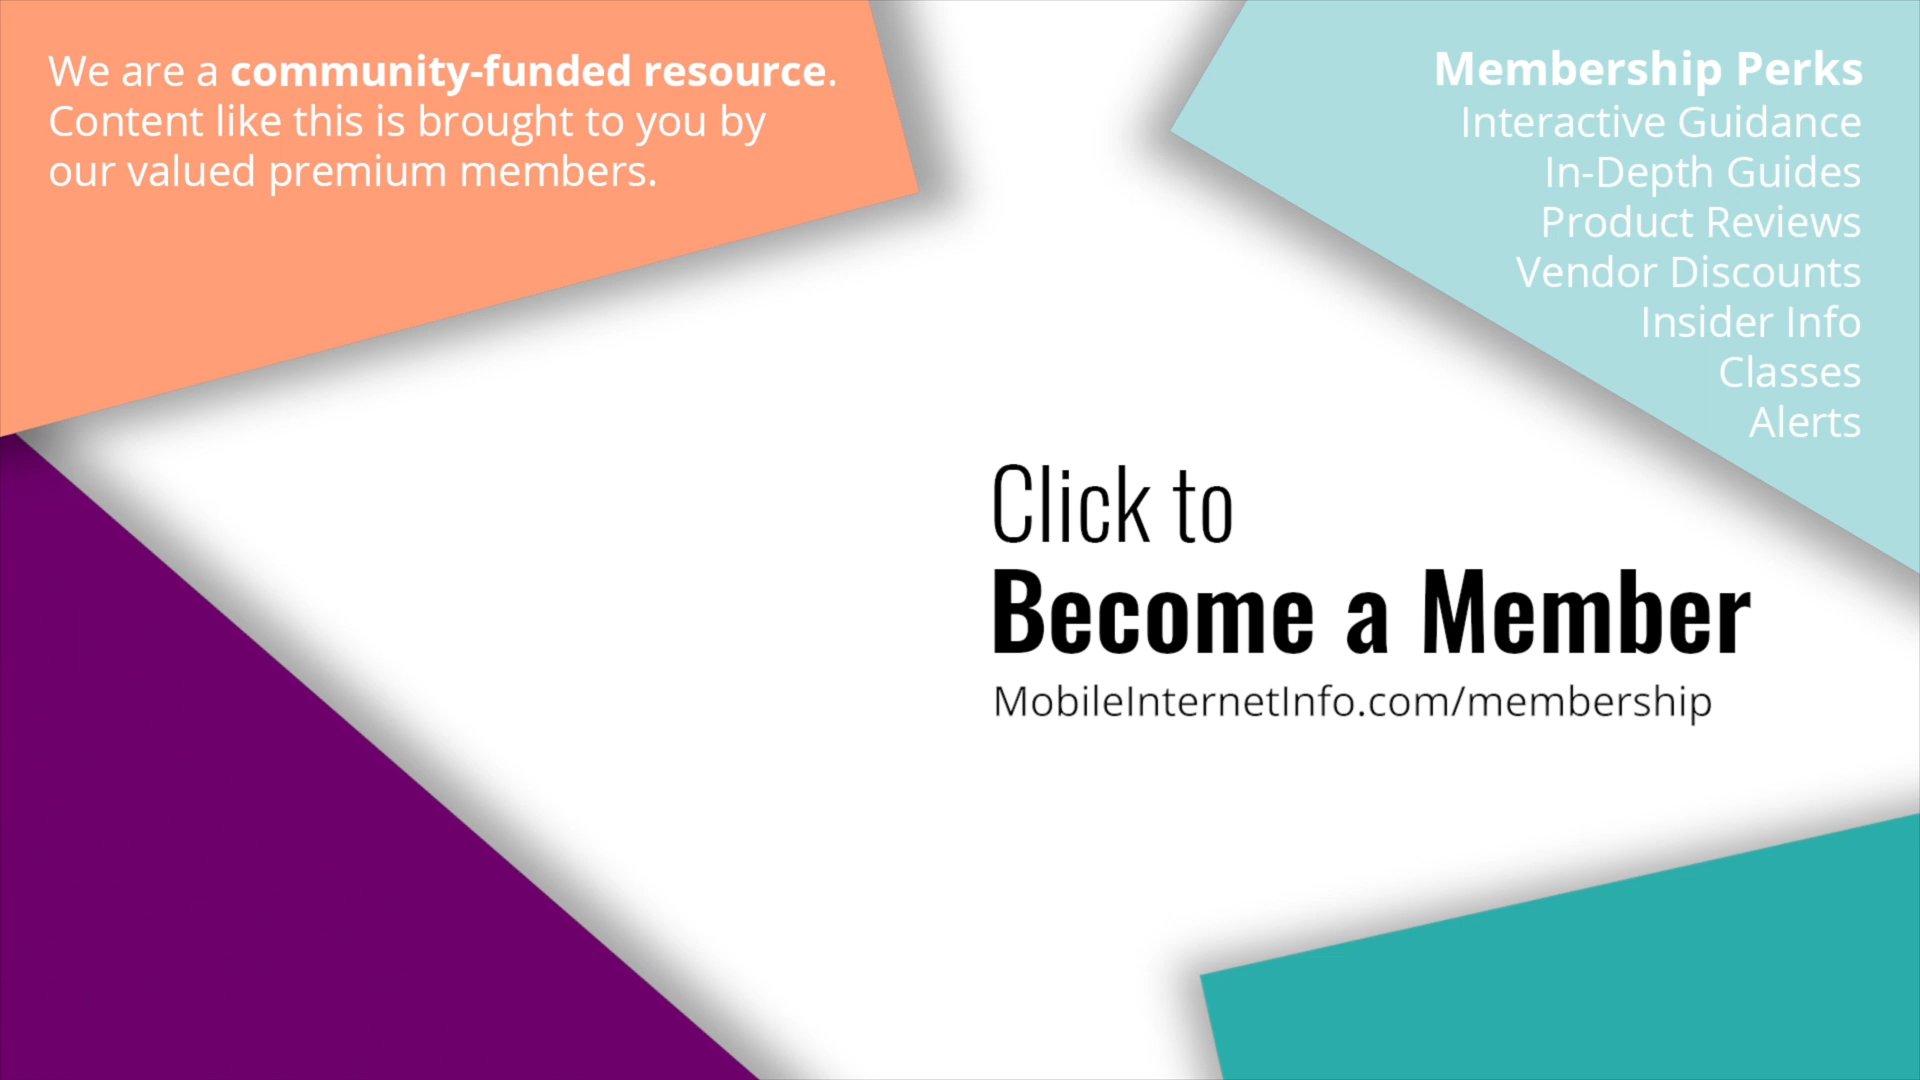 We are a community-funded resource.
Content like this is brought to you by
our valued premium members.
Membership Perks
Interactive Guidance
In-Depth Guides
Product Reviews
Vendor Discounts
Insider Info
Classes
Alerts
Click to
Become a Member
MobileInternetInfo.com/membership